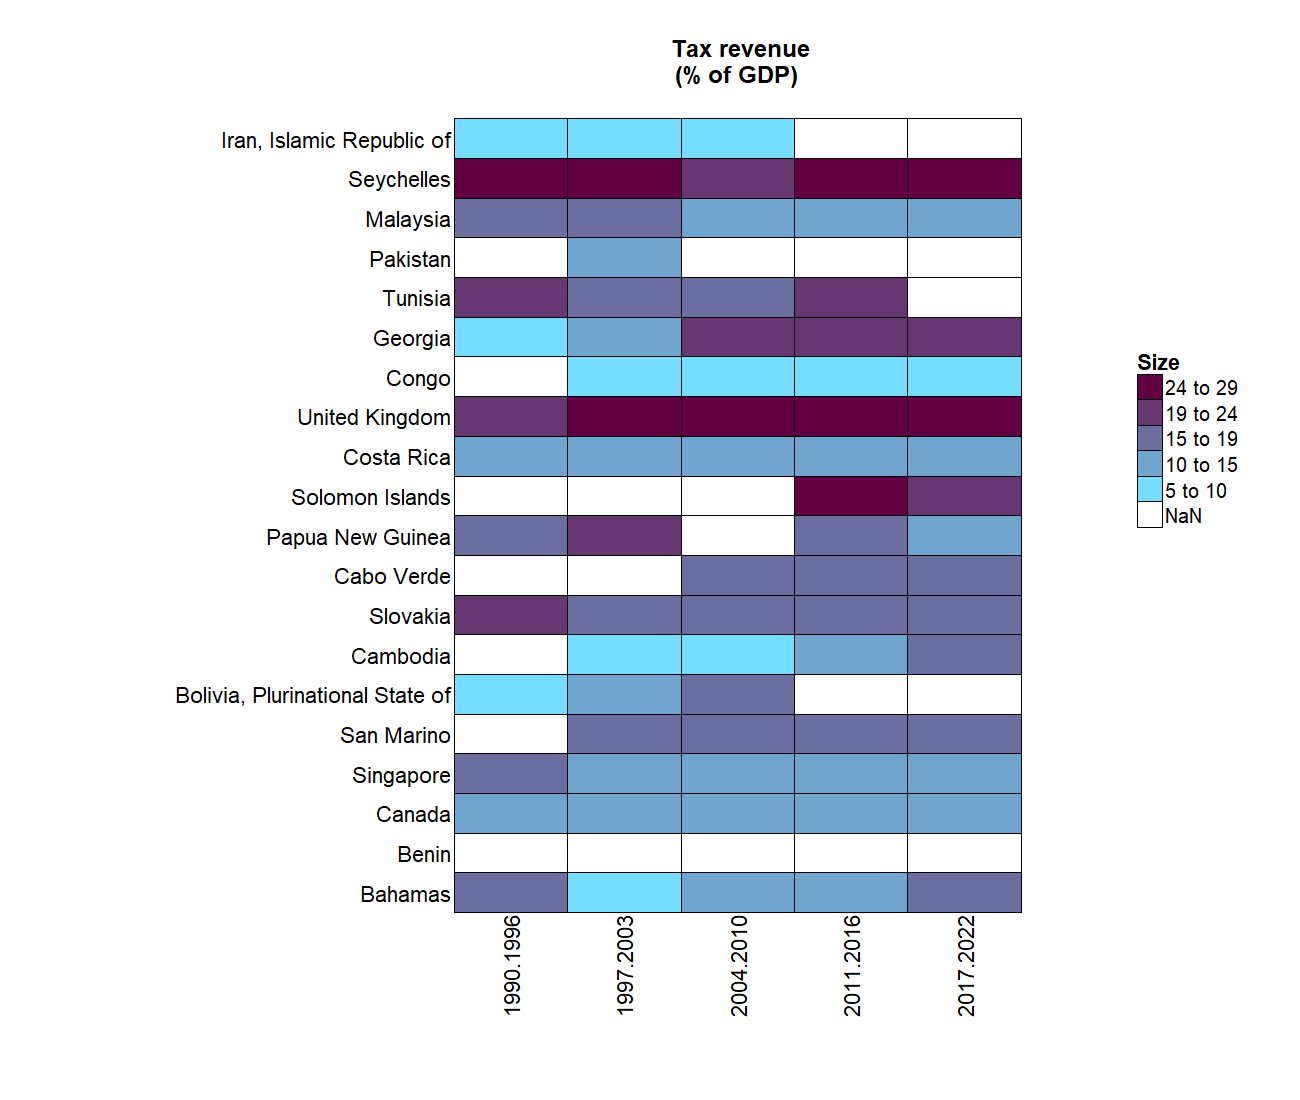 Tax revenue
(% of GDP)
Iran, Islamic Republic of
Seychelles
Malaysia
Pakistan
Tunisia
Georgia
Congo
United Kingdom
Costa Rica
Solomon Islands
Papua New Guinea
Cabo Verde
Slovakia
Cambodia
Bolivia, Plurinational State of
San Marino
Singapore
Canada
Benin
Bahamas
1990.1996
1997.2003
2004.2010
2011.2016
2017.2022
Size
24 to 29
19 to 24
15 to 19
10 to 15
5 to 10
NaN